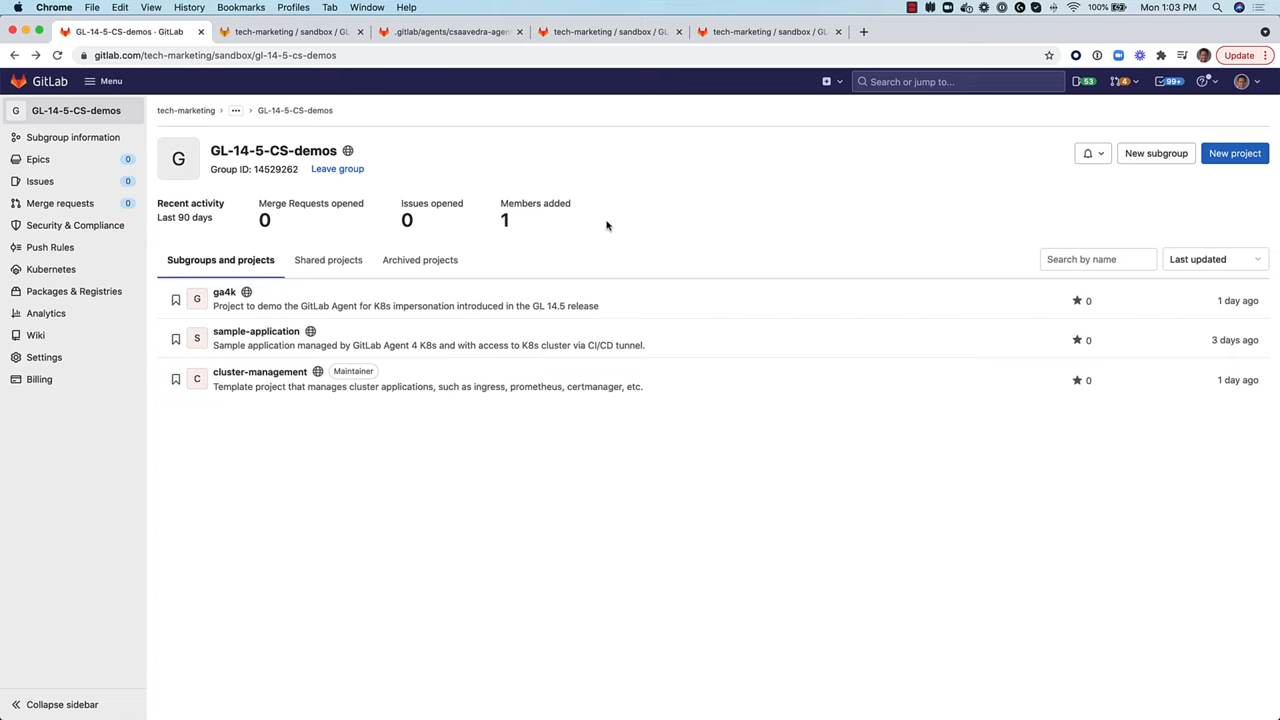 Chrome File Edit View History Bookmarks Profiles Tab Window Help 100% Mon 1:03 PM
GL-14-5-CS-demos · GitLab
tech-marketing / sandbox / GL
.gitlab/agents/csaavedra-agen
tech-marketing / sandbox / GL
tech-marketing / sandbox / GL
gitlab.com/tech-marketing/sandbox/gl-14-5-cs-demos
Update
GitLab Menu Search or jump to... 53 4 99+
G GL-14-5-CS-demos
Subgroup information
Epics 0
Issues 0
Merge requests 0
Security & Compliance
Push Rules
Kubernetes
Packages & Registries
Analytics
Wiki
Settings
Billing
Collapse sidebar
tech-marketing › ••• › GL-14-5-CS-demos
G
GL-14-5-CS-demos
Group ID: 14529262 Leave group
New subgroup
New project
Recent activity
Last 90 days
Merge Requests opened
0
Issues opened
0
Members added
1
Subgroups and projects Shared projects Archived projects
Search by name
Last updated
G ga4k
Project to demo the GitLab Agent for K8s impersonation introduced in the GL 14.5 release
0 1 day ago
S sample-application
Sample application managed by GitLab Agent 4 K8s and with access to K8s cluster via CI/CD tunnel.
0 3 days ago
C cluster-management Maintainer
Template project that manages cluster applications, such as ingress, prometheus, certmanager, etc.
0 1 day ago